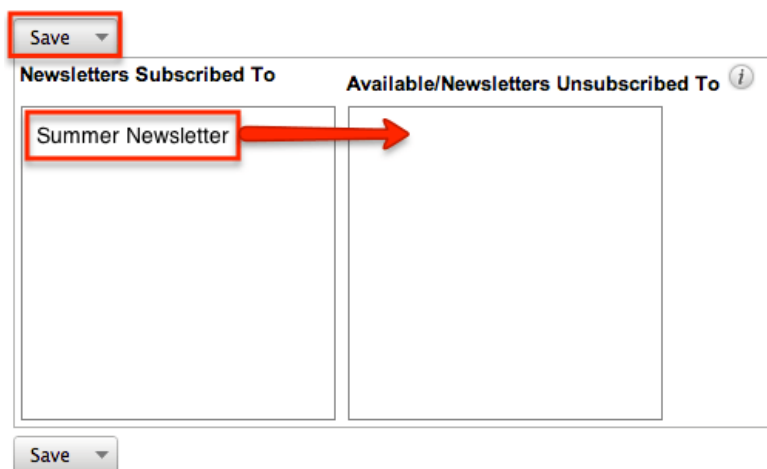 Save
Newsletters Subscribed To
Available/Newsletters Unsubscribed To i
Summer Newsletter
Save